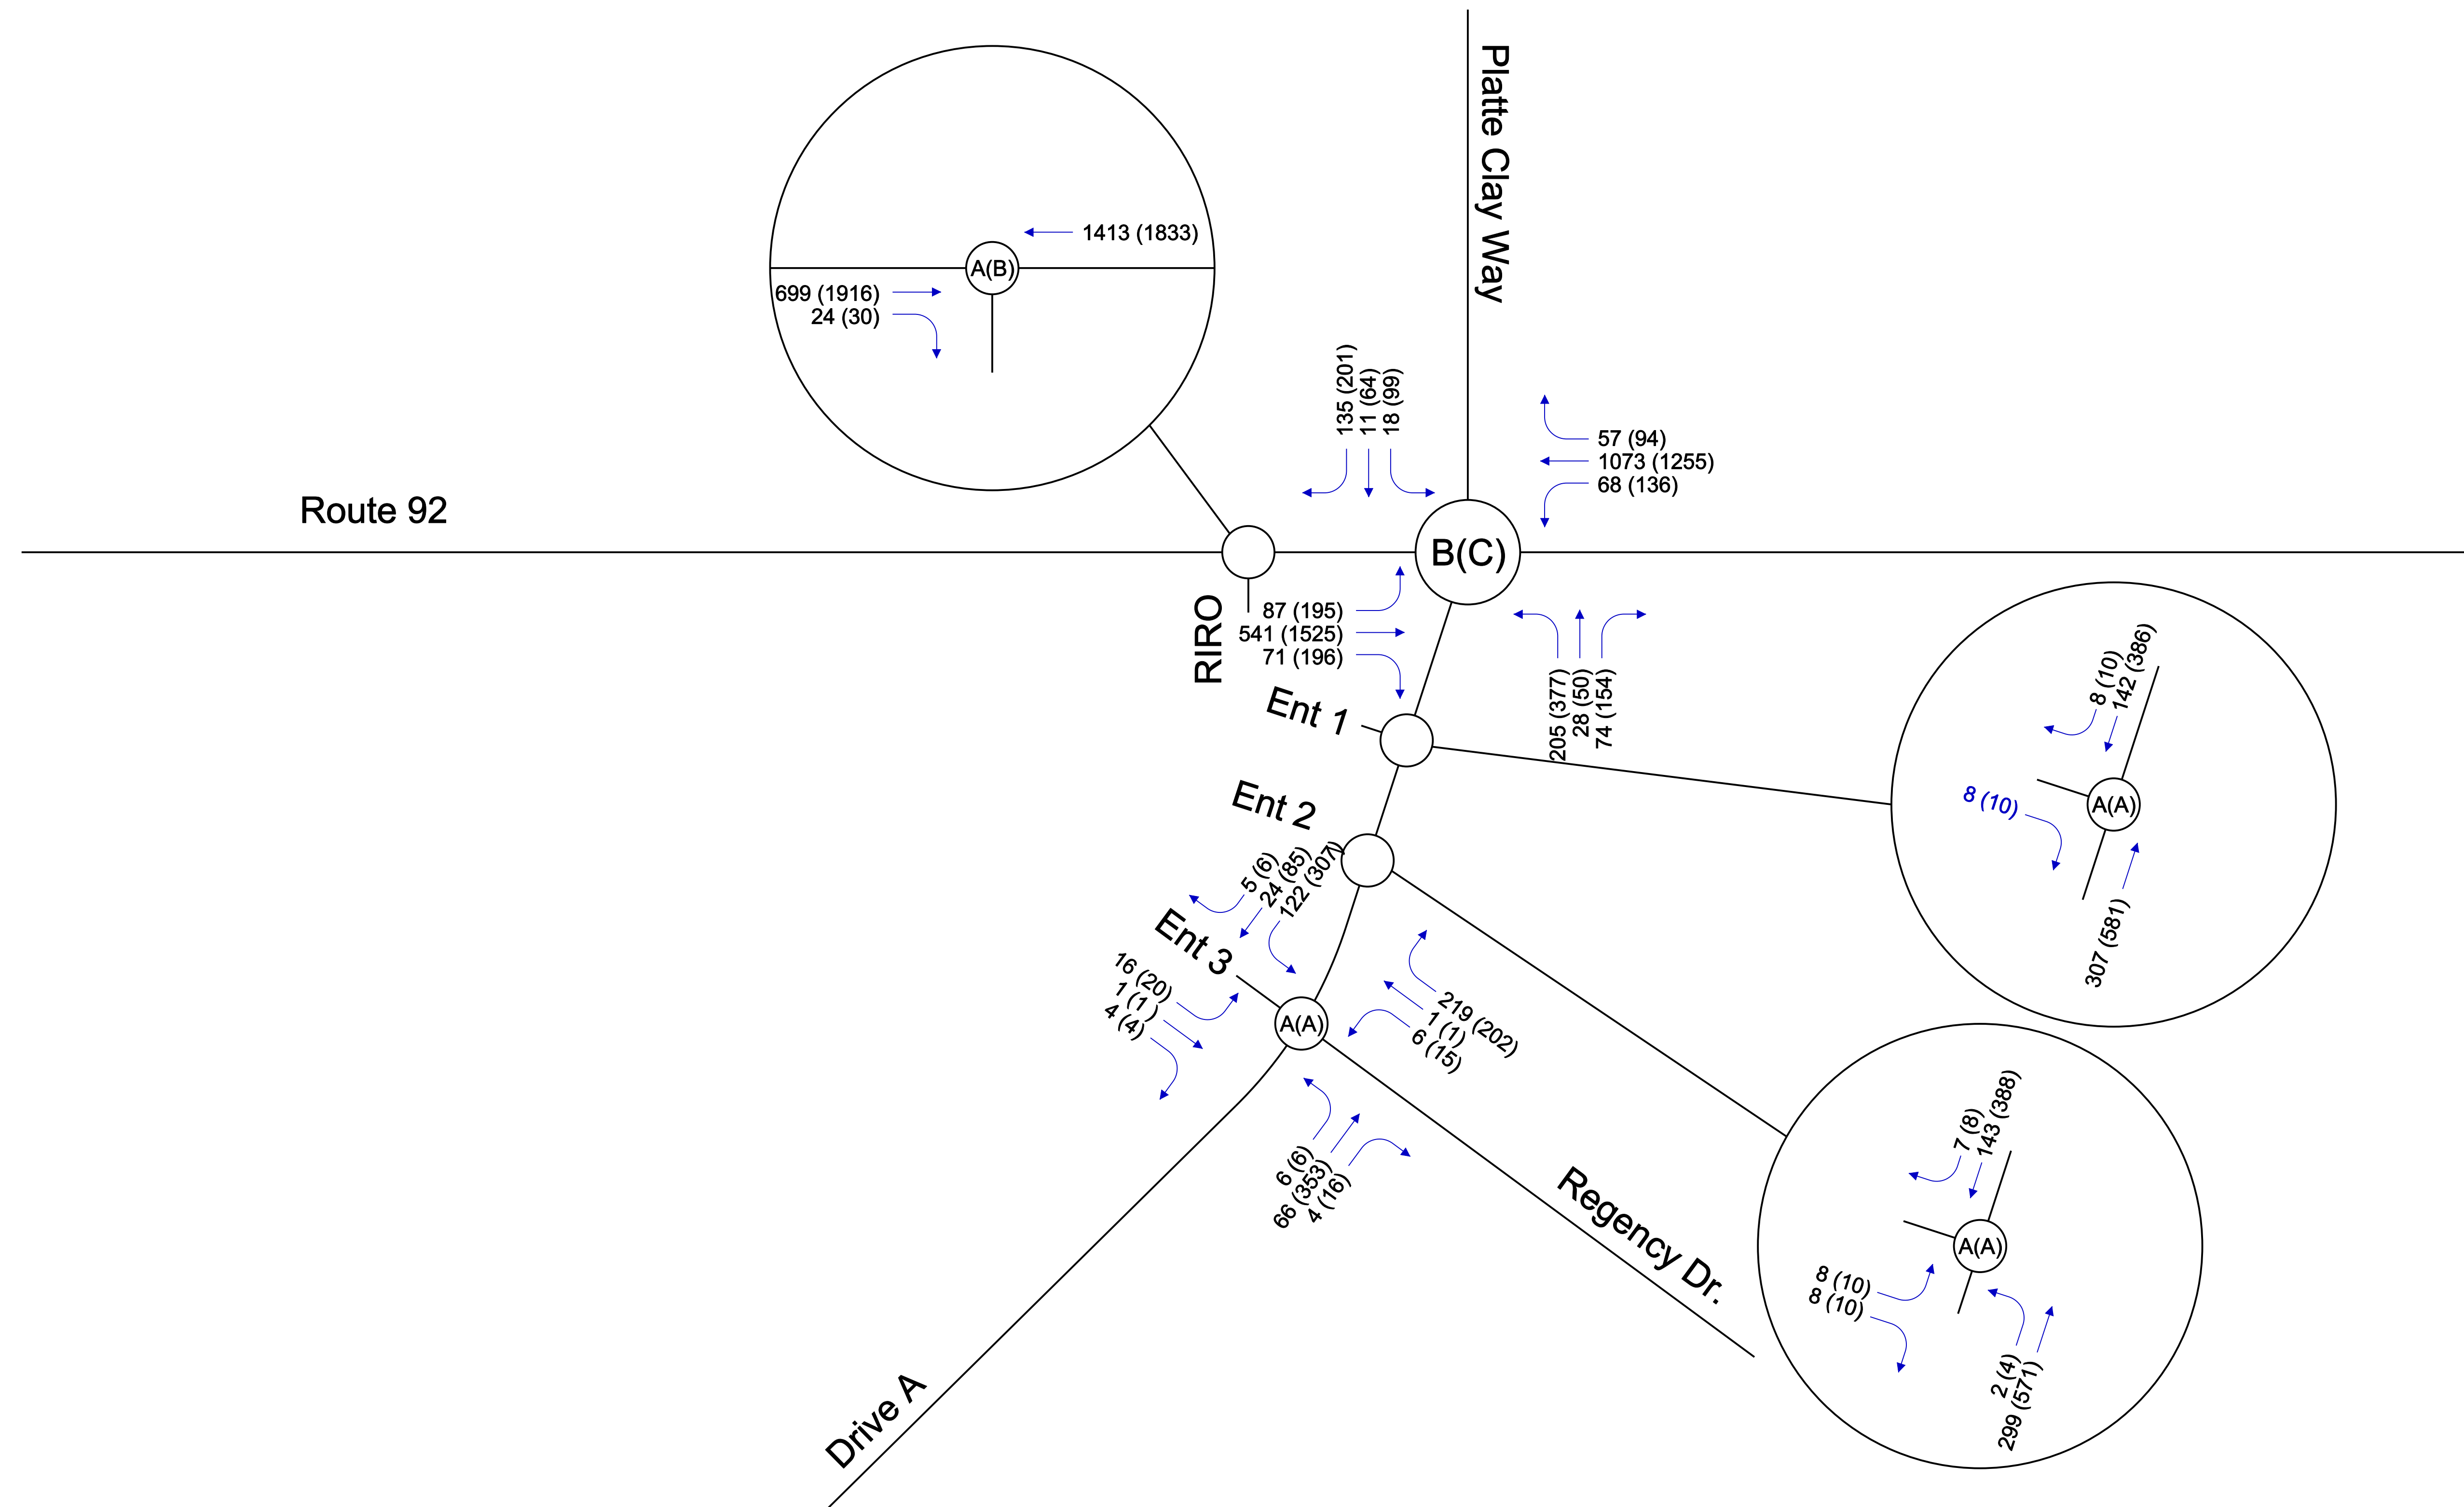 Platte Clay Way
1413 (1833)
A(B)
699 (1916)
24 (30)
135 (201)
11 (64)
18 (99)
57 (94)
1073 (1255)
68 (136)
Route 92
B(C)
RIRO
87 (195)
541 (1525)
71 (196)
205 (377)
28 (50)
74 (154)
Ent 1
8 (10)
142 (386)
8 (10)
A(A)
307 (581)
Ent 2
5 (6)
24 (85)
122 (307)
Ent 3
16 (20)
1 (1)
4 (4)
A(A)
219 (202)
1 (1)
6 (15)
6 (6)
66 (353)
4 (16)
Regency Dr.
7 (8)
143 (388)
A(A)
8 (10)
8 (10)
2 (4)
299 (571)
Drive A